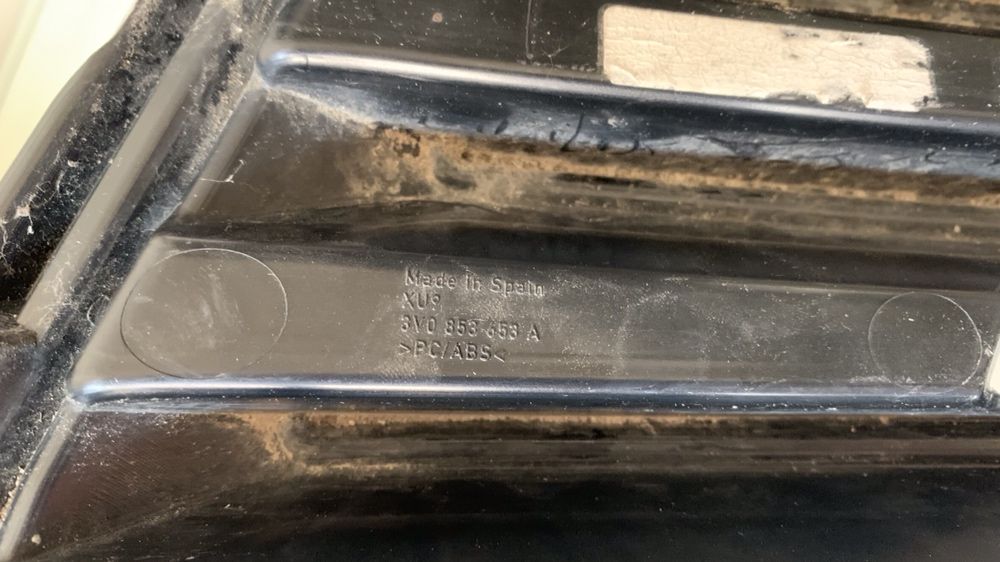 Made in Spain
XU9
3V0 853 653 A
>PC/ABS<